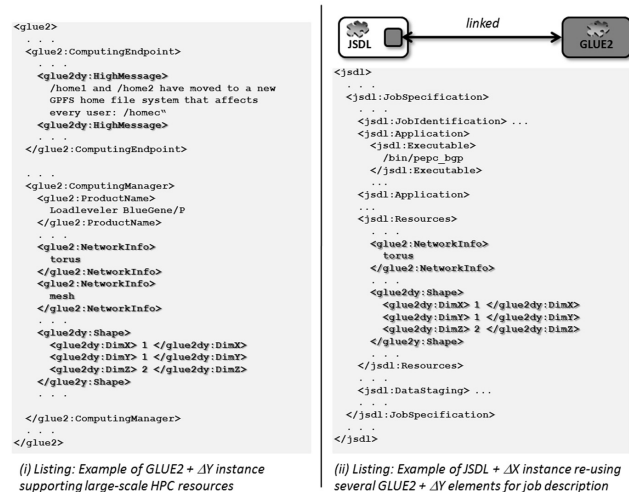 <glue2>
. . .
<glue2:ComputingEndpoint>
. . .
<glue2dy:HighMessage>
/home1 and /home2 have moved to a new
GPFS home file system that affects
every user: /homec“
<glue2dy:HighMessage>
. . .
</glue2:ComputingEndpoint>
. . .
<glue2:ComputingManager>
<glue2:ProductName>
Loadleveler BlueGene/P
</glue2:ProductName>
. . .
<glue2:NetworkInfo>
torus
</glue2:NetworkInfo>
<glue2:NetworkInfo>
mesh
</glue2:NetworkInfo>
. . .
<glue2dy:Shape>
<glue2dy:DimX> 1 </glue2dy:DimX>
<glue2dy:DimY> 1 </glue2dy:DimY>
<glue2dy:DimZ> 2 </glue2dy:DimZ>
</glue2y:Shape>
. . .
</glue2:ComputingManager>
. . .
</glue2>
(i) Listing: Example of GLUE2 + ΔY instance
supporting large-scale HPC resources
JSDL
linked
GLUE2
<jsdl>
. . .
<jsdl:JobSpecification>
. . .
<jsdl:JobIdentification> ...
<jsdl:Application>
<jsdl:Executable>
/bin/pepc_bgp
</jsdl:Executable>
...
<jsdl:Application>
...
<jsdl:Resources>
. . .
<glue2:NetworkInfo>
torus
</glue2:NetworkInfo>
. . .
<glue2dy:Shape>
<glue2dy:DimX> 1 </glue2dy:DimX>
<glue2dy:DimY> 1 </glue2dy:DimY>
<glue2dy:DimZ> 2 </glue2dy:DimZ>
</glue2y:Shape>
. . .
</jsdl:Resources>
. . .
<jsdl:DataStaging> ...
. . .
</jsdl:JobSpecification>
. . .
</jsdl>
(ii) Listing: Example of JSDL + ΔX instance re-using
several GLUE2 + ΔY elements for job description